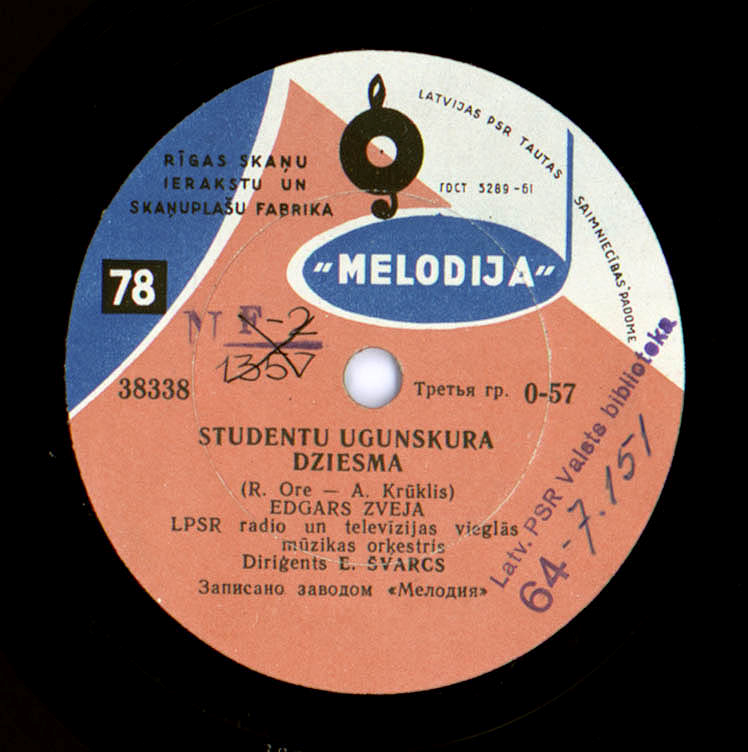 LATVIJAS PSR TAUTAS SAIMNIECĪBAS PADOME
RĪGAS SKAŅU
IERAKSTU UN
SKAŅUPLAŠU FABRIKA
ГОСТ 5289-61
"MELODIJA"
78
N F-2
1357
38338
Третья гр. 0-57
STUDENTU UGUNSKURA
DZIESMA
(R. Ore — A. Krūklis)
EDGARS ZVEJA
LPSR radio un televīzijas vieglās
mūzikas orķestris
Diriģents E. ŠVARCS
Записано заводом «Мелодия»
Latv. PSR Valsts biblioteka
64-7.151